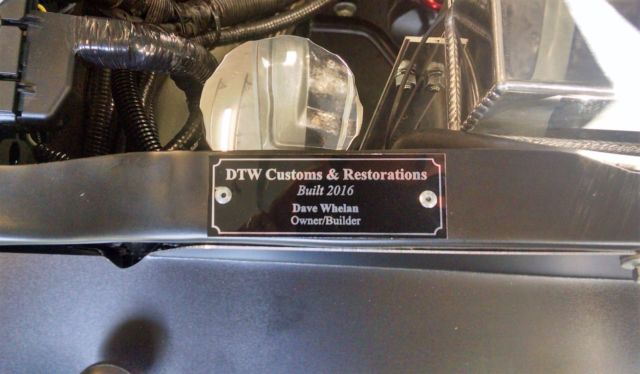 DTW Customs & Restorations
Built 2016
Dave Whelan
Owner/Builder